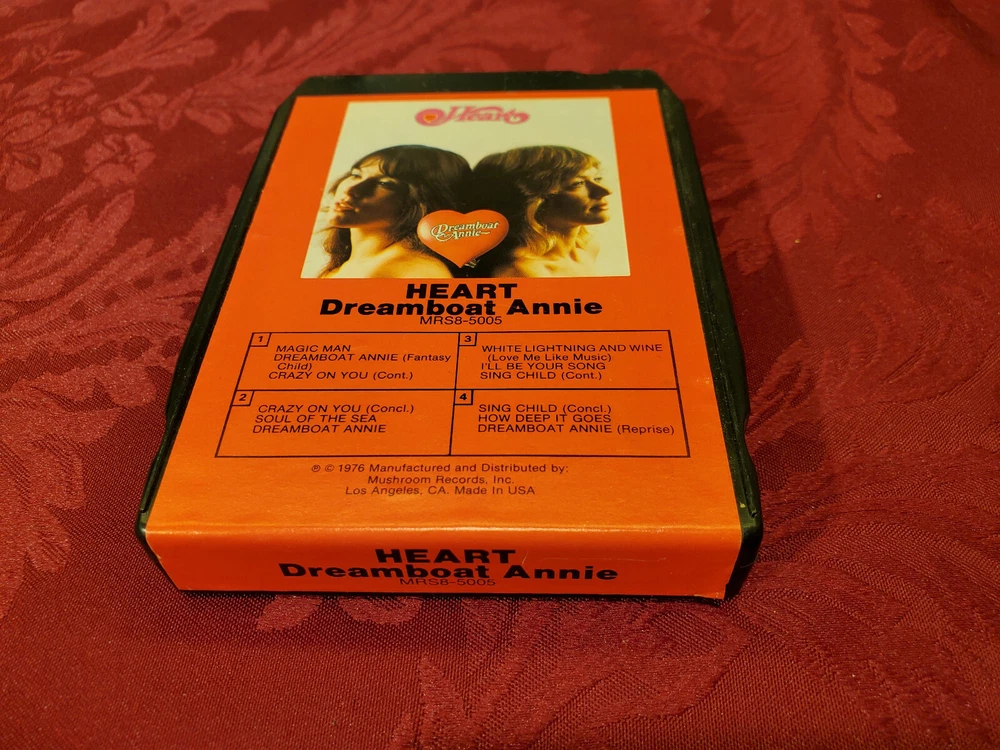 Heart
Dreamboat
Annie
HEART
Dreamboat Annie
MRS8-5005
1
MAGIC MAN
DREAMBOAT ANNIE (Fantasy
Child)
CRAZY ON YOU (Cont.)
2
CRAZY ON YOU (Concl.)
SOUL OF THE SEA
DREAMBOAT ANNIE
3
WHITE LIGHTNING AND WINE
(Love Me Like Music)
I'LL BE YOUR SONG
SING CHILD (Cont.)
4
SING CHILD (Concl.)
HOW DEEP IT GOES
DREAMBOAT ANNIE (Reprise)
℗ © 1976 Manufactured and Distributed by:
Mushroom Records, Inc.
Los Angeles, CA. Made In USA
HEART
Dreamboat Annie
MRS8-5005